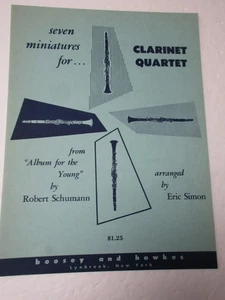 seven
miniatures
for...
CLARINET
QUARTET
from
"Album for the
Young"
by
Robert Schumann
arranged
by
Eric Simon
$1.25
boosey and hawkes
Lynbrook, New York